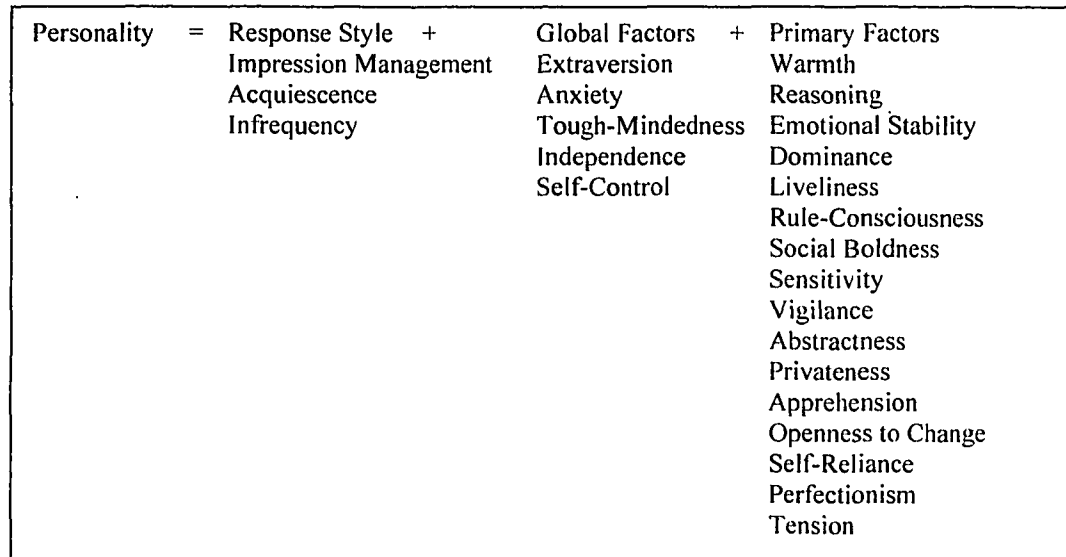 Personality = Response Style + Global Factors + Primary Factors
Impression Management Extraversion Warmth
Acquiescence Anxiety Reasoning
Infrequency Tough-Mindedness Emotional Stability
Independence Dominance
Self-Control Liveliness
Rule-Consciousness
Social Boldness
Sensitivity
Vigilance
Abstractness
Privateness
Apprehension
Openness to Change
Self-Reliance
Perfectionism
Tension